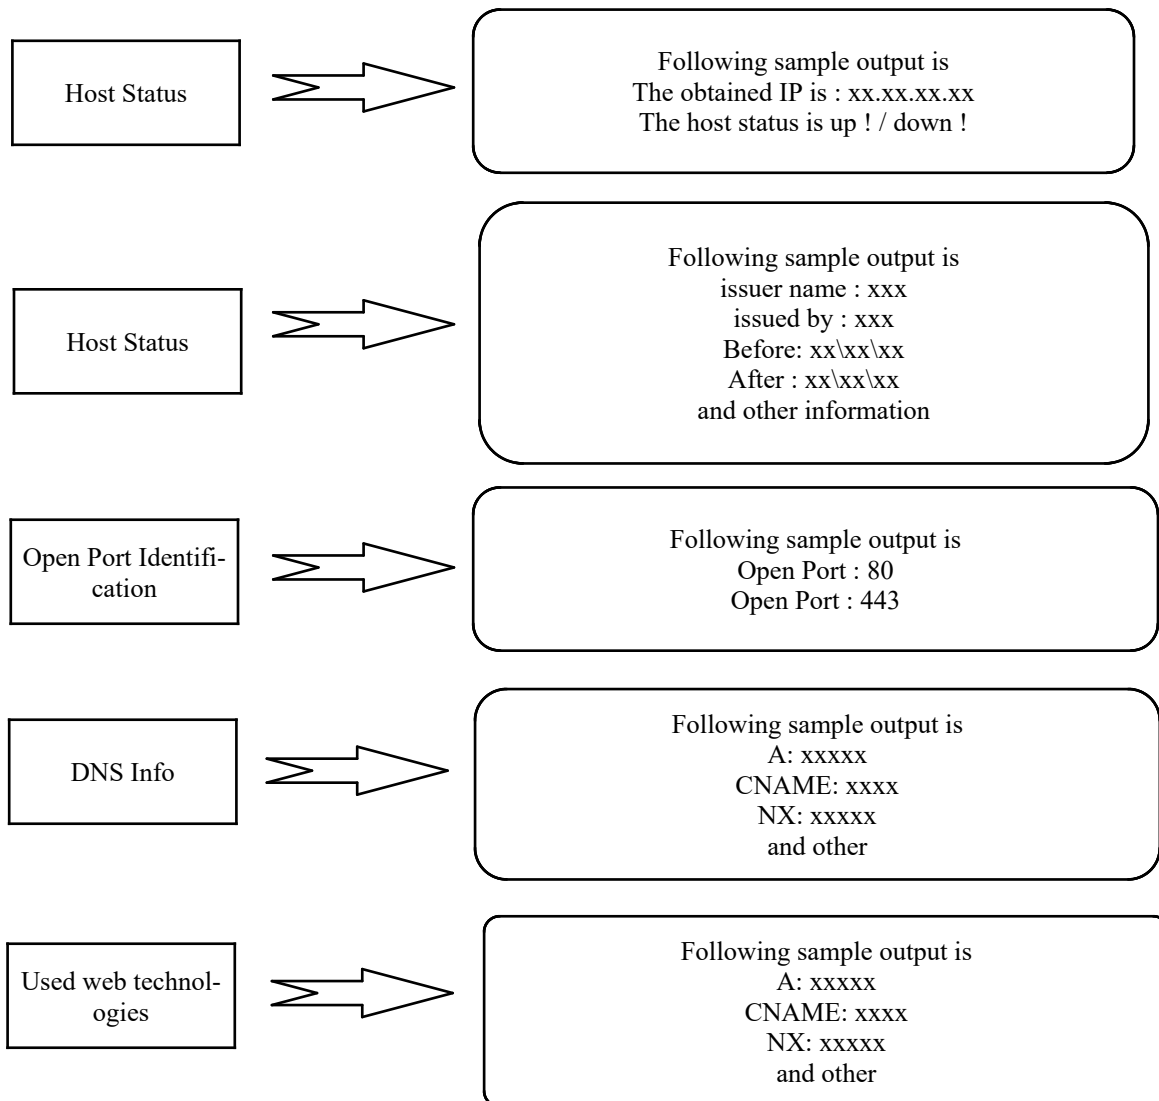 Host Status
Following sample output is
The obtained IP is : xx.xx.xx.xx
The host status is up ! / down !
Host Status
Following sample output is
issuer name : xxx
issued by : xxx
Before: xx\xx\xx
After : xx\xx\xx
and other information
Open Port Identifi-
cation
Following sample output is
Open Port : 80
Open Port : 443
DNS Info
Following sample output is
A: xxxxx
CNAME: xxxx
NX: xxxxx
and other
Used web technol-
ogies
Following sample output is
A: xxxxx
CNAME: xxxx
NX: xxxxx
and other